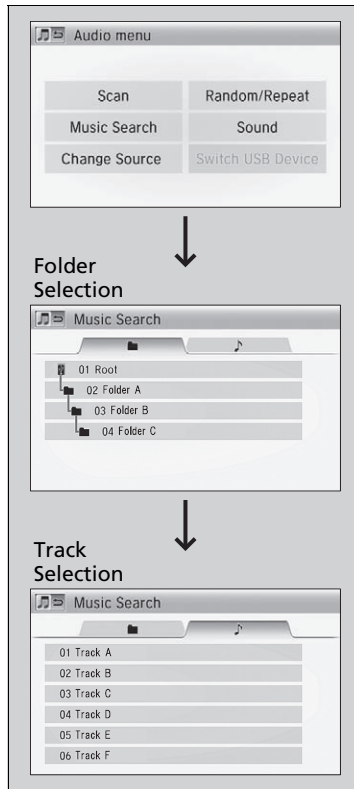 Audio menu
Scan Random/Repeat
Music Search Sound
Change Source Switch USB Device
Folder
Selection
Music Search
01 Root
02 Folder A
03 Folder B
04 Folder C
Track
Selection
Music Search
01 Track A
02 Track B
03 Track C
04 Track D
05 Track E
06 Track F